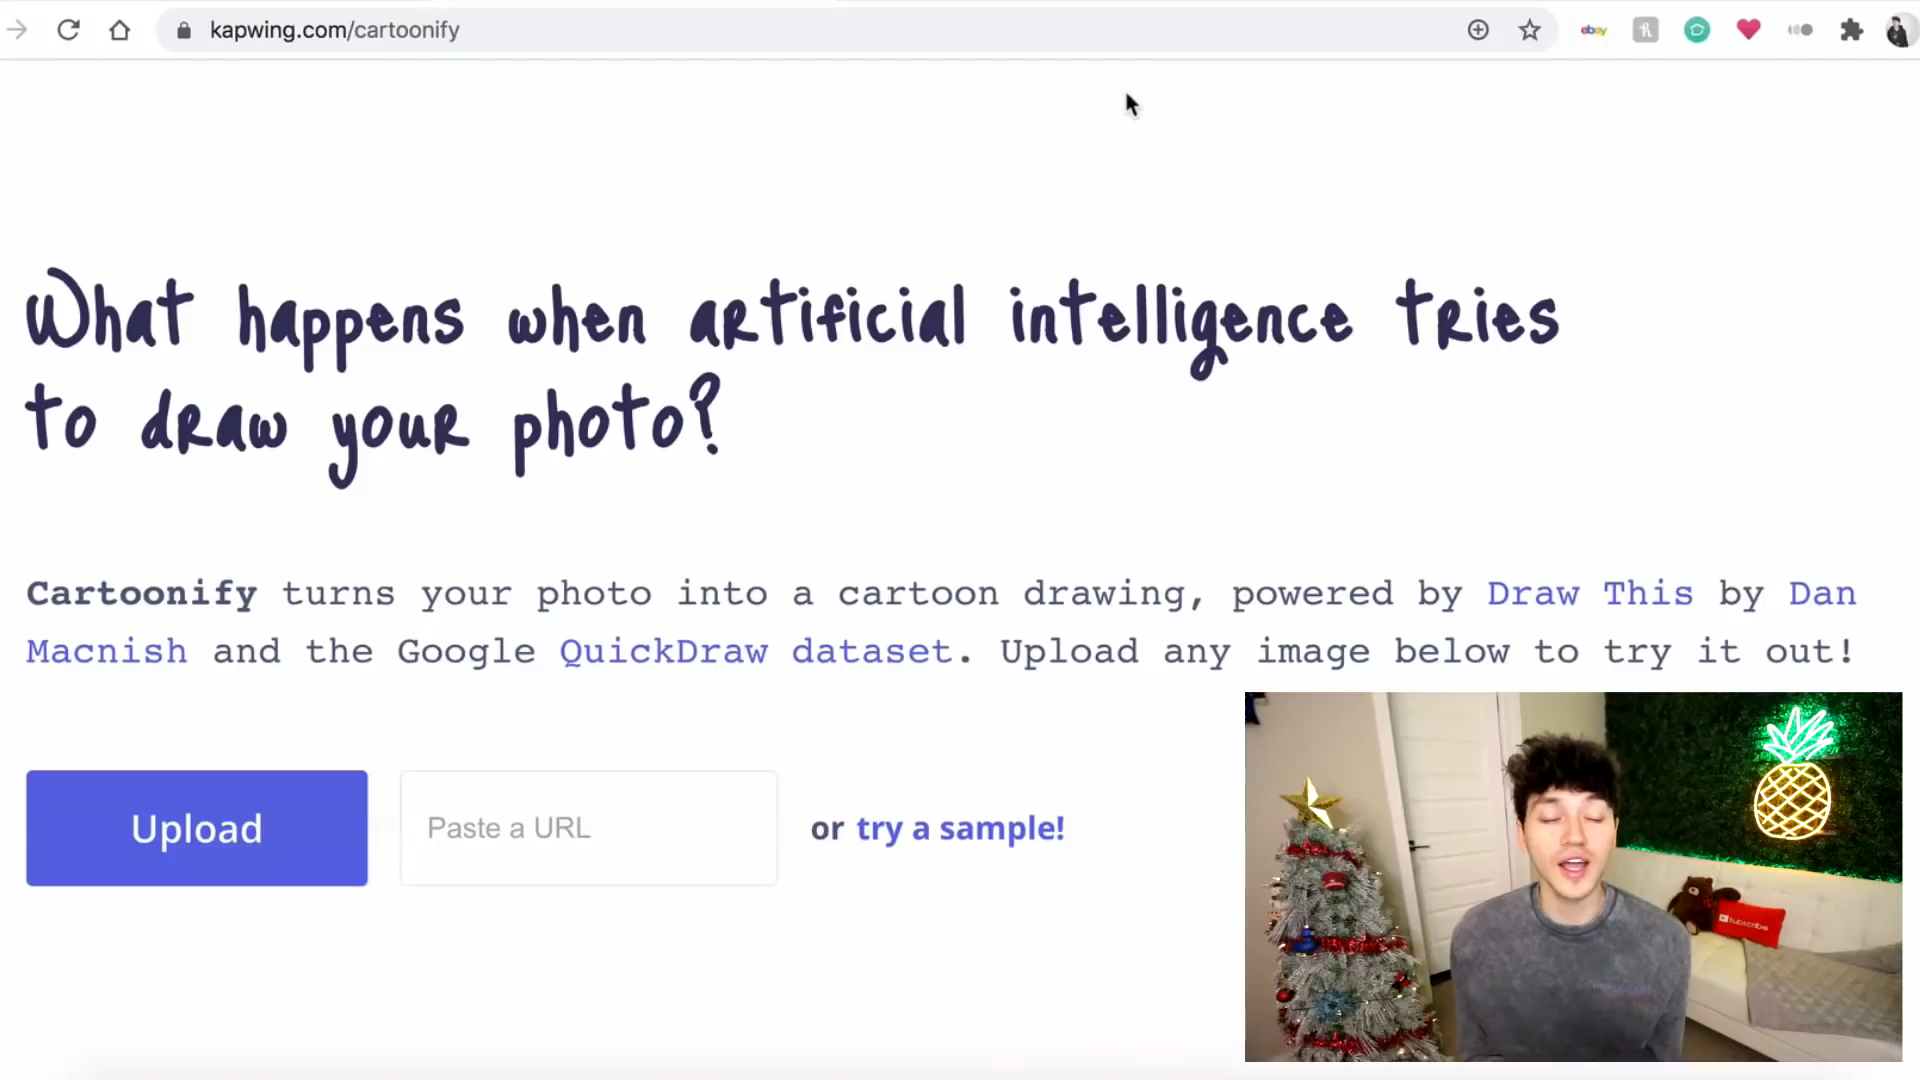 kapwing.com/cartoonify
ebay
What happens when artificial intelligence tries
to draw your photo?
Cartoonify turns your photo into a cartoon drawing, powered by Draw This by Dan
Macnish and the Google QuickDraw dataset. Upload any image below to try it out!
Upload
Paste a URL
or try a sample!
Subscribe